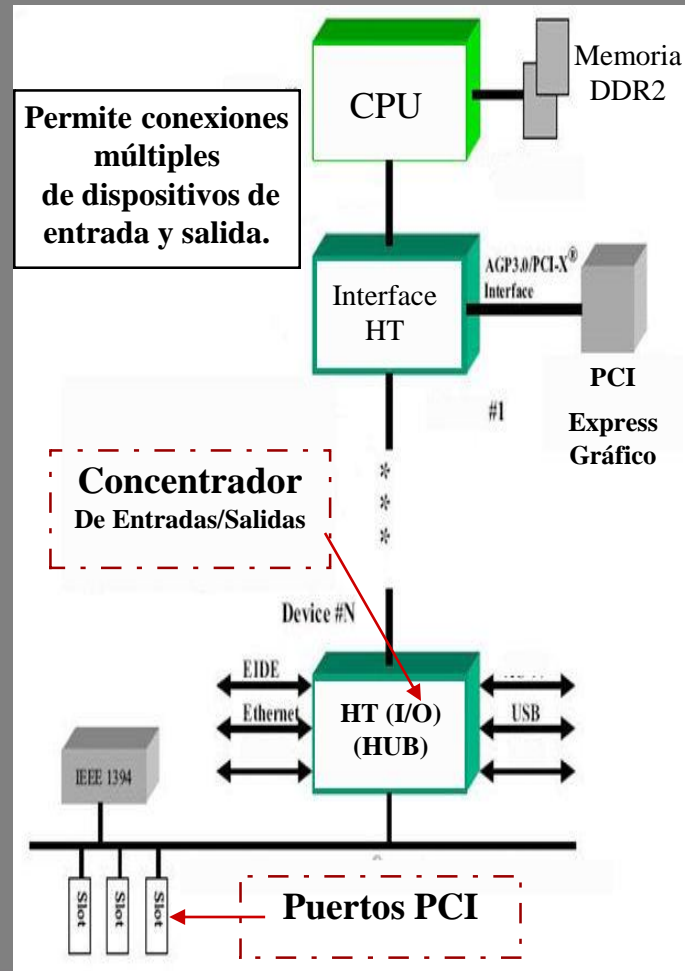 CPU
Memoria
DDR2
Permite conexiones
múltiples
de dispositivos de
entrada y salida.
Interface
HT
AGP3.0/PCI-X®
Interface
PCI
Express
Gráfico
#1
Concentrador
De Entradas/Salidas
*
*
*
Device #N
EIDE
Ethernet
HT (I/O)
(HUB)
USB
IEEE 1394
Slot
Slot
Slot
Puertos PCI